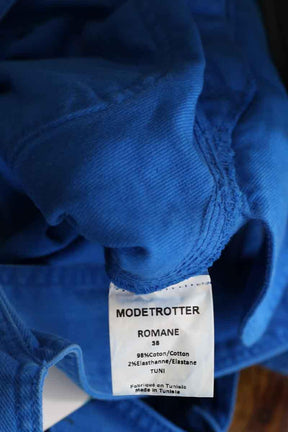 MODETROTTER
ROMANE
38
98%Coton/Cotton
2%Elasthanne/Elastane
TUNI
Fabriqué en Tunisie
made in Tunisia